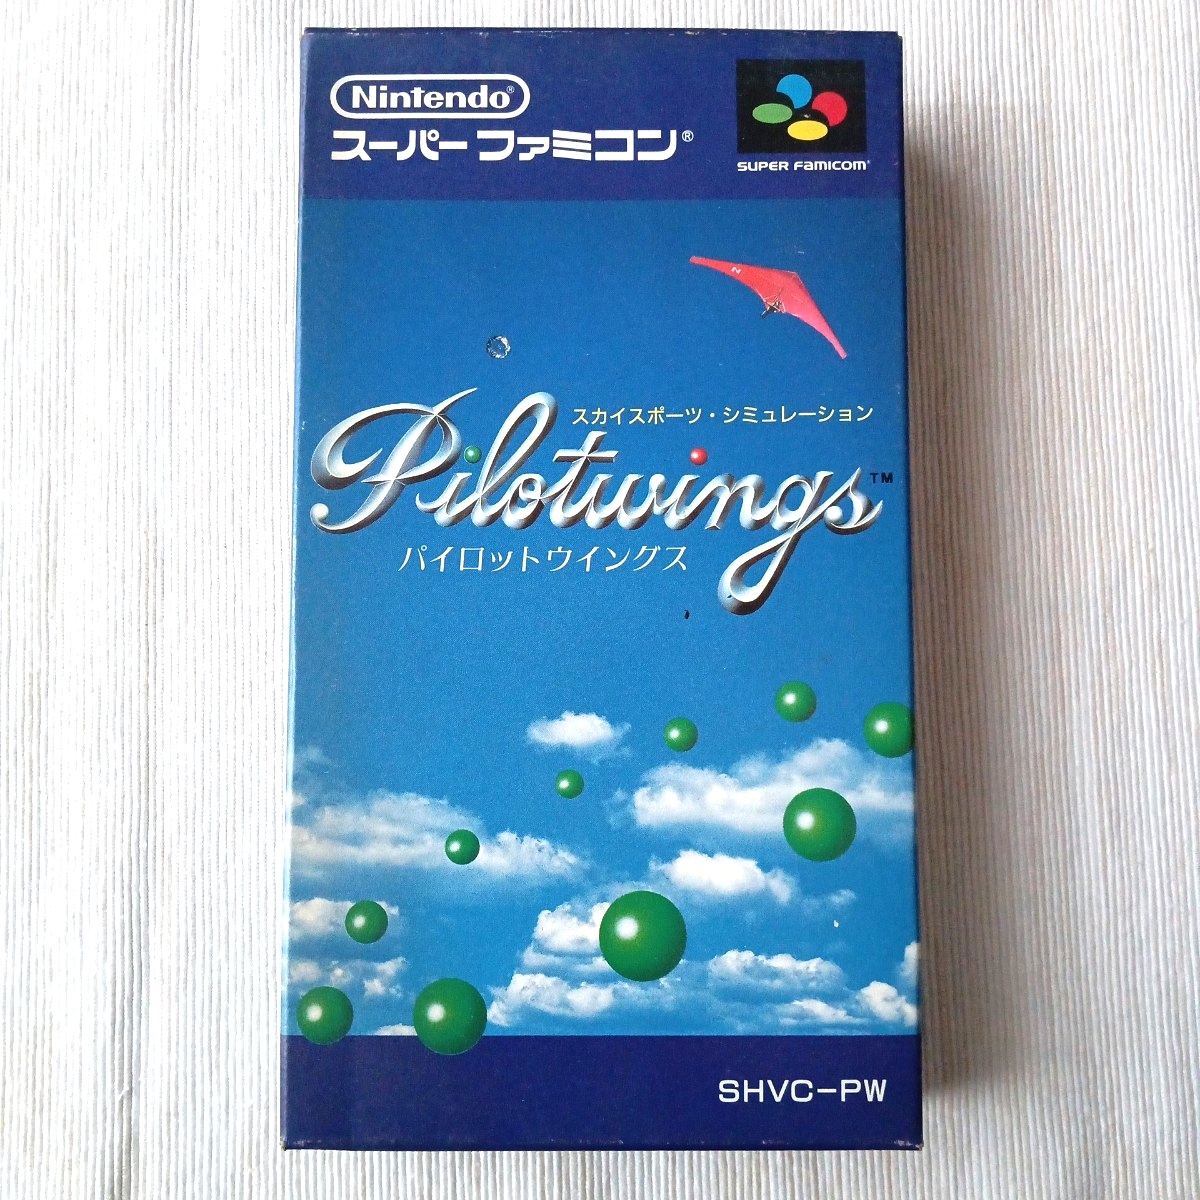 Nintendo®
スーパーファミコン®
SUPER FAMICOM®
N
スカイスポーツ・シミュレーション
Pilotwings™
パイロットウイングス
SHVC-PW